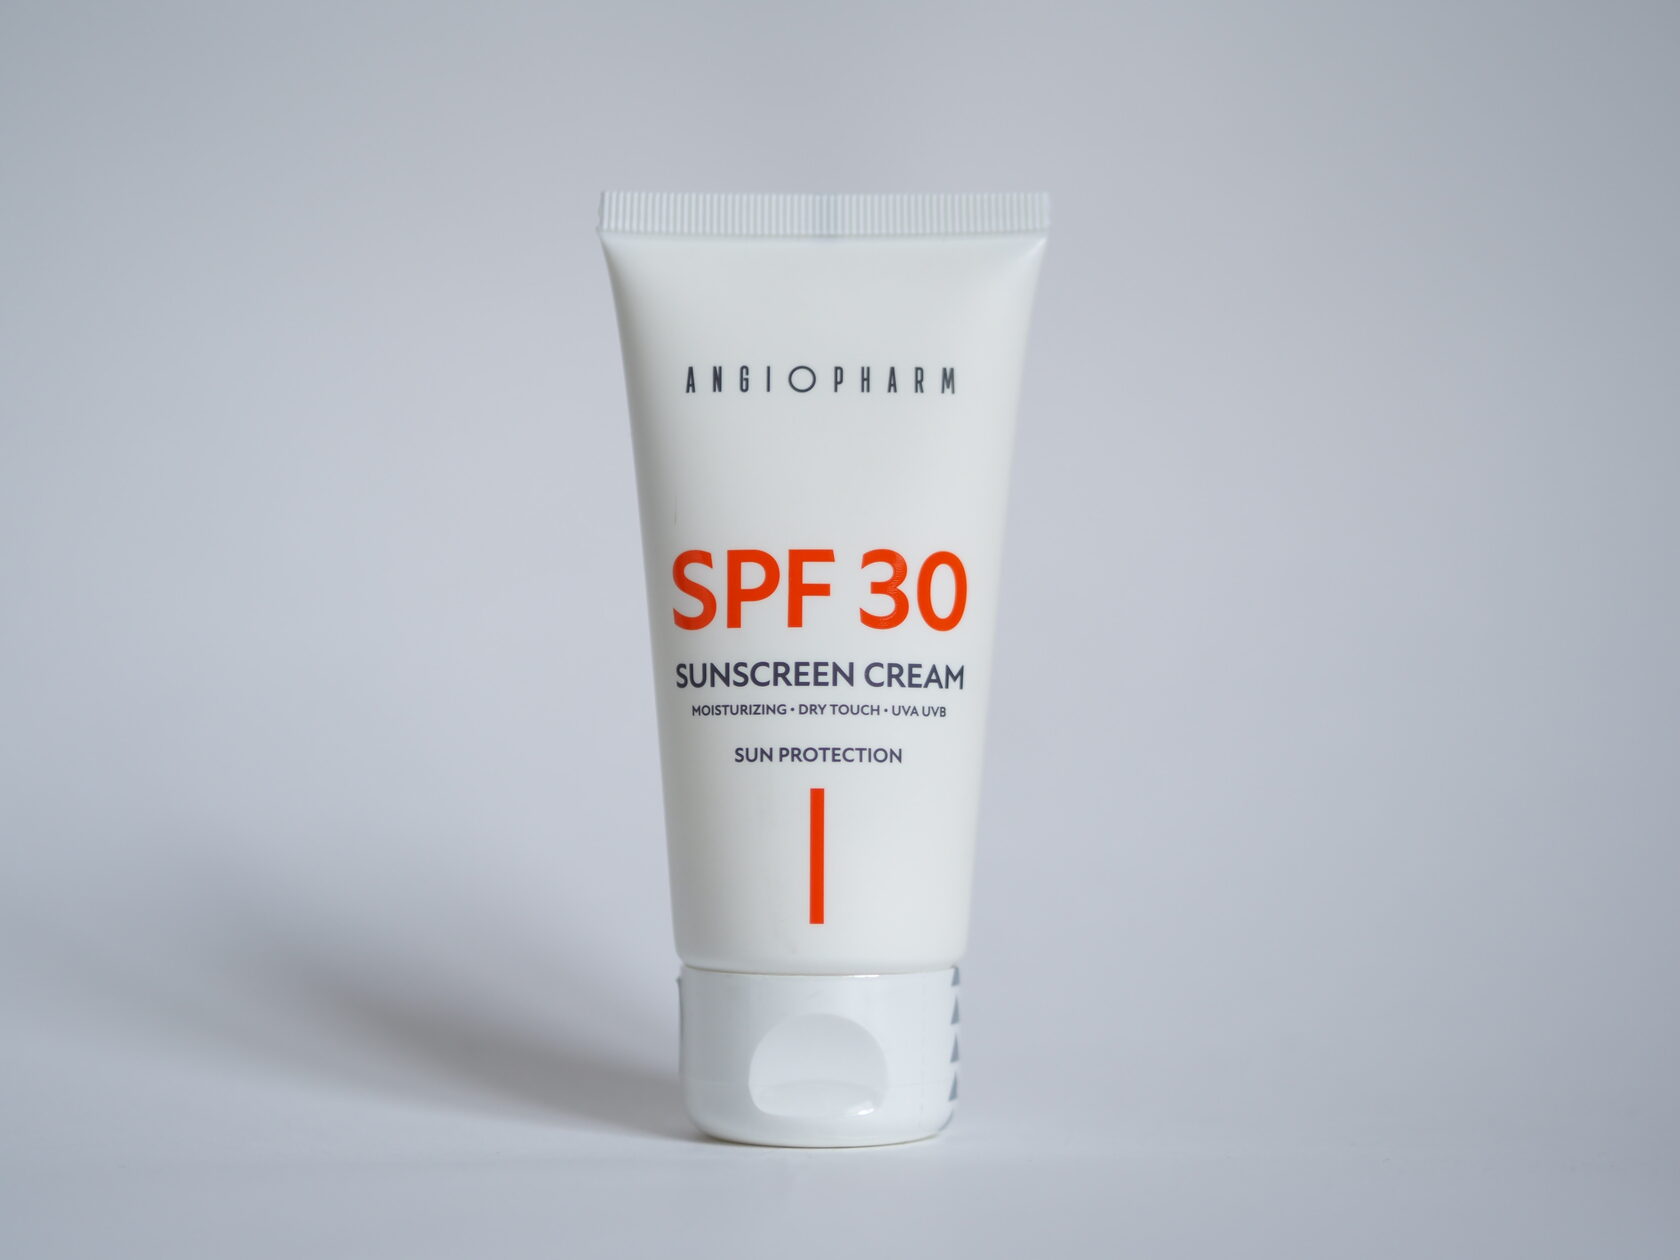 ANGIOPHARM
SPF 30
SUNSCREEN CREAM
MOISTURIZING • DRY TOUCH • UVA UVB
SUN PROTECTION